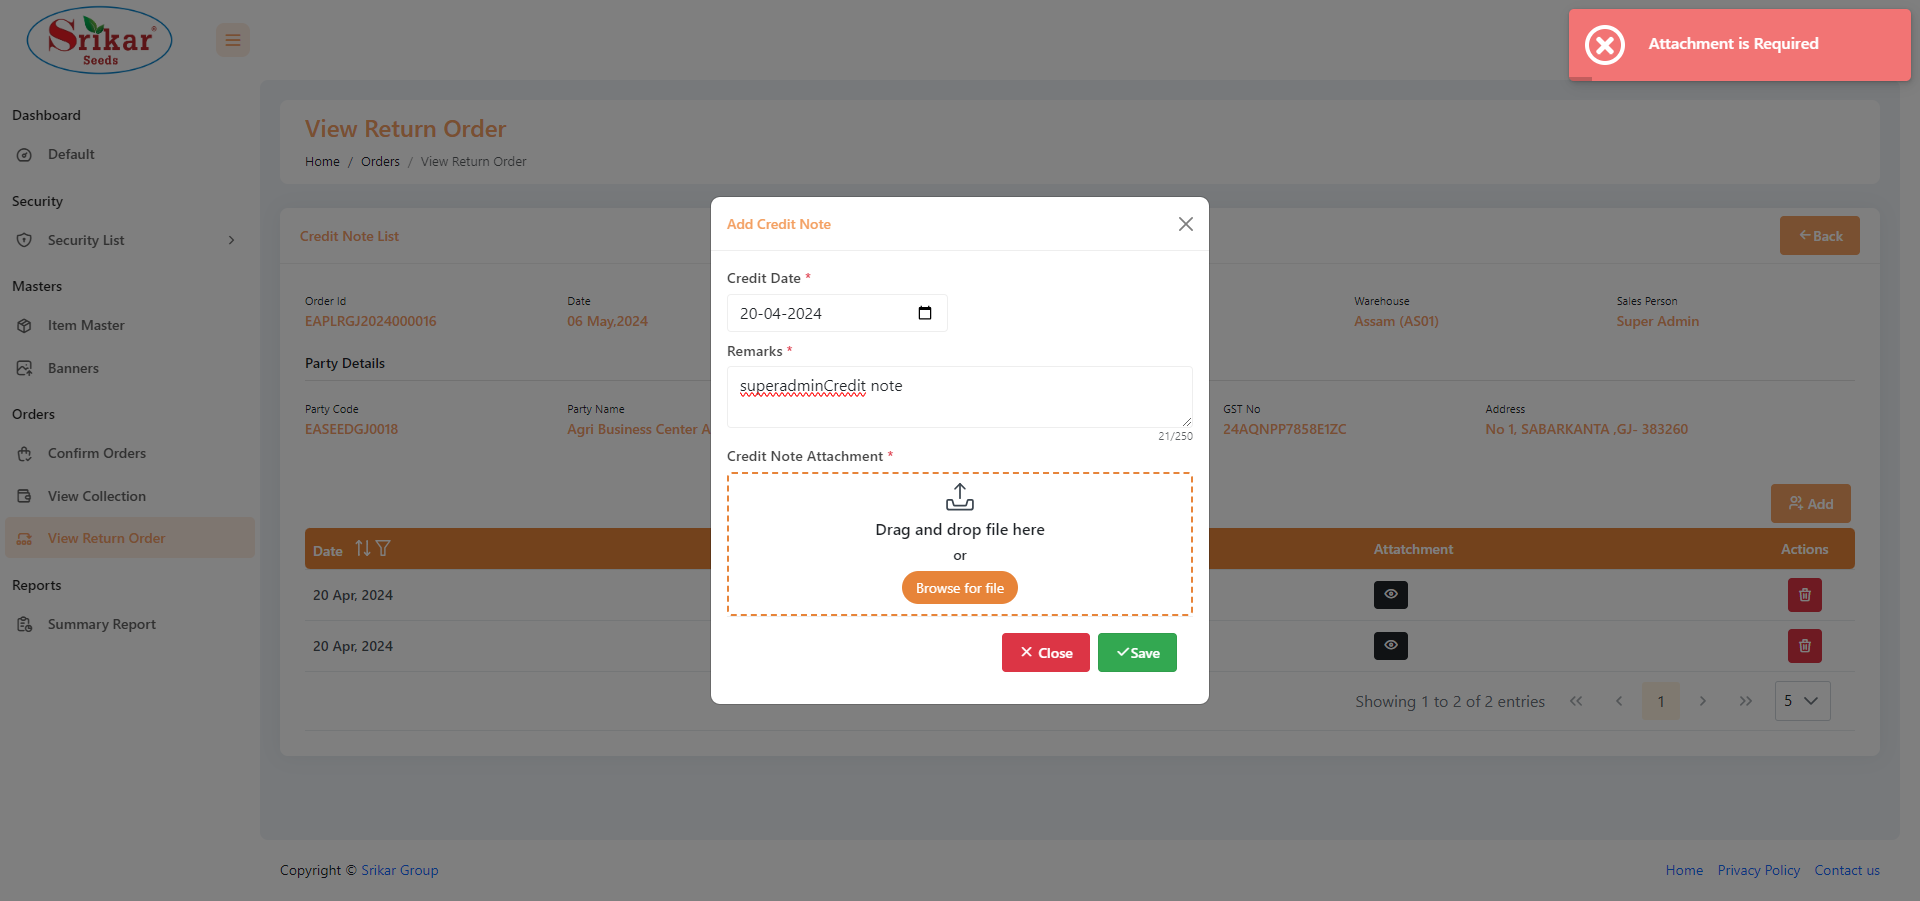 Srikar
Seeds
Attachment is Required
Dashboard
Default
Security
Security List
Masters
Item Master
Banners
Orders
Confirm Orders
View Collection
View Return Order
Reports
Summary Report
View Return Order
Home / Orders / View Return Order
Credit Note List
Back
Order Id
EAPLRGJ2024000016
Date
06 May,2024
Warehouse
Assam (AS01)
Sales Person
Super Admin
Party Details
Party Code
EASEEDGJ0018
Party Name
Agri Business Center A
GST No
24AQNPP7858E1ZC
Address
No 1, SABARKANTA ,GJ- 383260
Add
Date Attatchment Actions
20 Apr, 2024
20 Apr, 2024
Showing 1 to 2 of 2 entries
1
5
Add Credit Note
Credit Date *
20-04-2024
Remarks *
superadminCredit note
21/250
Credit Note Attachment *
Drag and drop file here
or
Browse for file
Close
Save
Copyright © Srikar Group
Home Privacy Policy Contact us